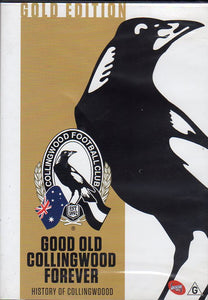 GOLD EDITION
COLLINGWOOD FOOTBALL CLUB
GOOD OLD
COLLINGWOOD
FOREVER
HISTORY OF COLLINGWOOD
G